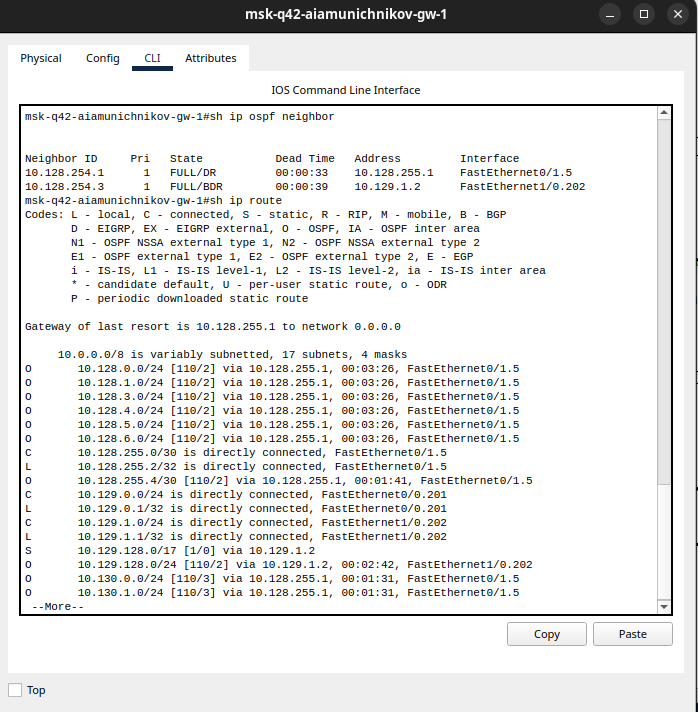 msk-q42-aiamunichnikov-gw-1
Physical Config CLI Attributes
IOS Command Line Interface
msk-q42-aiamunichnikov-gw-1#sh ip ospf neighbor
Neighbor ID     Pri   State           Dead Time   Address         Interface
10.128.254.1      1   FULL/DR         00:00:33    10.128.255.1    FastEthernet0/1.5
10.128.254.3      1   FULL/BDR        00:00:39    10.129.1.2      FastEthernet1/0.202
msk-q42-aiamunichnikov-gw-1#sh ip route
Codes: L - local, C - connected, S - static, R - RIP, M - mobile, B - BGP
       D - EIGRP, EX - EIGRP external, O - OSPF, IA - OSPF inter area
       N1 - OSPF NSSA external type 1, N2 - OSPF NSSA external type 2
       E1 - OSPF external type 1, E2 - OSPF external type 2, E - EGP
       i - IS-IS, L1 - IS-IS level-1, L2 - IS-IS level-2, ia - IS-IS inter area
       * - candidate default, U - per-user static route, o - ODR
       P - periodic downloaded static route
Gateway of last resort is 10.128.255.1 to network 0.0.0.0
     10.0.0.0/8 is variably subnetted, 17 subnets, 4 masks
O       10.128.0.0/24 [110/2] via 10.128.255.1, 00:03:26, FastEthernet0/1.5
O       10.128.1.0/24 [110/2] via 10.128.255.1, 00:03:26, FastEthernet0/1.5
O       10.128.3.0/24 [110/2] via 10.128.255.1, 00:03:26, FastEthernet0/1.5
O       10.128.4.0/24 [110/2] via 10.128.255.1, 00:03:26, FastEthernet0/1.5
O       10.128.5.0/24 [110/2] via 10.128.255.1, 00:03:26, FastEthernet0/1.5
O       10.128.6.0/24 [110/2] via 10.128.255.1, 00:03:26, FastEthernet0/1.5
C       10.128.255.0/30 is directly connected, FastEthernet0/1.5
L       10.128.255.2/32 is directly connected, FastEthernet0/1.5
O       10.128.255.4/30 [110/2] via 10.128.255.1, 00:01:41, FastEthernet0/1.5
C       10.129.0.0/24 is directly connected, FastEthernet0/0.201
L       10.129.0.1/32 is directly connected, FastEthernet0/0.201
C       10.129.1.0/24 is directly connected, FastEthernet1/0.202
L       10.129.1.1/32 is directly connected, FastEthernet1/0.202
S       10.129.128.0/17 [1/0] via 10.129.1.2
O       10.129.128.0/24 [110/2] via 10.129.1.2, 00:02:42, FastEthernet1/0.202
O       10.130.0.0/24 [110/3] via 10.128.255.1, 00:01:31, FastEthernet0/1.5
O       10.130.1.0/24 [110/3] via 10.128.255.1, 00:01:31, FastEthernet0/1.5
 --More--
Copy Paste
Top